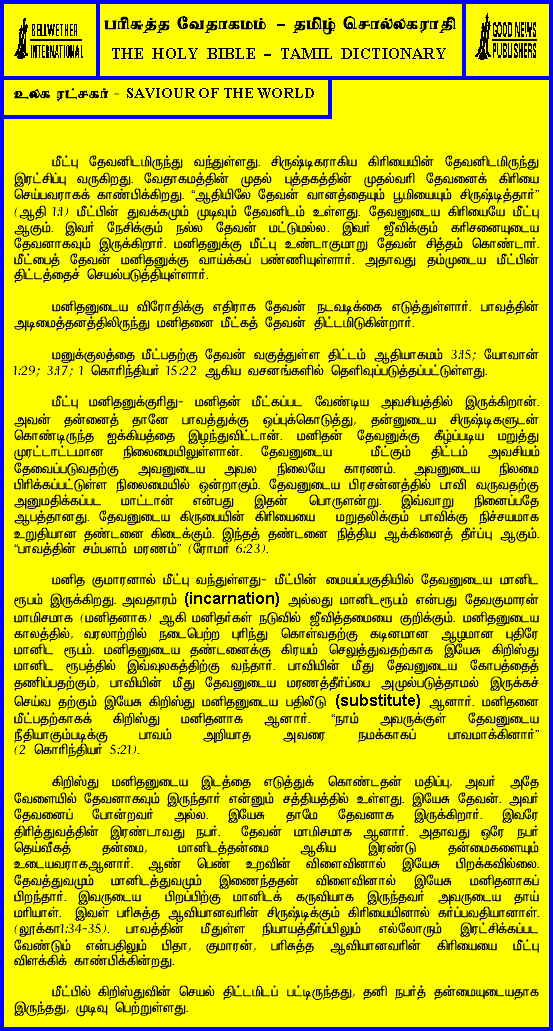 BELLWETHER
INTERNATIONAL
பரிசுத்த வேதாகமம் – தமிழ் சொல்லகராதி
THE HOLY BIBLE – TAMIL DICTIONARY
GOOD NEWS
PUBLISHERS
உலக ரட்சகர் - SAVIOUR OF THE WORLD
மீட்பு தேவனிடமிருந்து வந்துள்ளது. சிருஷ்டிகராகிய கிரியையின் தேவனிடமிருந்து
இரட்சிப்பு வருகிறது. வேதாகமத்தின் முதல் புத்தகத்தின் முதல்வரி தேவனைக் கிரியை
செய்பவராகக் காண்பிக்கிறது. “ஆதியிலே தேவன் வானத்தையும் பூமியையும் சிருஷ்டித்தார்”
(ஆதி 1:1) மீட்பின் துவக்கமும் முடிவும் தேவனிடம் உள்ளது. தேவனுடைய கிரியையே மீட்பு
ஆகும். இவர் நேசிக்கும் நல்ல தேவன் மட்டுமல்ல. இவர் ஜீவிக்கும் கரிசனையுடைய
தேவனாகவும் இருக்கிறார். மனிதனுக்கு மீட்பு உண்டாகுமாறு தேவன் சித்தம் கொண்டார்.
மீட்பைத் தேவன் மனிதனுக்கு வாய்க்கப் பண்ணியுள்ளார். அதாவது தம்முடைய மீட்பின்
திட்டத்தைச் செயல்படுத்தியுள்ளார்.
மனிதனுடைய விரோதிக்கு எதிராக தேவன் நடவடிக்கை எடுத்துள்ளார். பாவத்தின்
அடிமைத்தனத்திலிருந்து மனிதனை மீட்கத் தேவன் திட்டமிடுகின்றார்.
மனுக்குலத்தை மீட்பதற்கு தேவன் வகுத்துள்ள திட்டம் ஆதியாகமம் 3:15; யோவான்
1:29; 3:17; 1 கொரிந்தியர் 15:22 ஆகிய வசனங்களில் தெளிவுப்படுத்தப்பட்டுள்ளது.
மீட்பு மனிதனுக்குரிது- மனிதன் மீட்கப்பட வேண்டிய அவசியத்தில் இருக்கிறான்.
அவன் தன்னைத் தானே பாவத்துக்கு ஒப்புக்கொடுத்து, தன்னுடைய சிருஷ்டிகளுடன்
கொண்டிருந்த ஐக்கியத்தை இழந்துவிட்டான். மனிதன் தேவனுக்கு கீழ்ப்படிய மறுத்து
முரட்டாட்டமான நிலைமையிலுள்ளான். தேவனுடைய மீட்கும் திட்டம் அவசியம்
தேவைப்படுவதற்கு அவனுடைய அவல நிலையே காரணம். அவனுடைய நிலமை
பிரிக்கப்பட்டுள்ள நிலைமையில் ஒன்றாகும். தேவனுடைய பிரசன்னத்தில் பாவி வருவதற்கு
அனுமதிக்கப்பட மாட்டான் என்பது இதன் பொருளன்று. இவ்வாறு நினைப்பதே
ஆபத்தானது. தேவனுடைய கிருபையின் கிரியையை மறுதலிக்கும் பாவிக்கு நிச்சயமாக
உறுதியான தண்டனை கிடைக்கும். இந்தத் தண்டனை நித்திய ஆக்கினைத் தீர்ப்பு ஆகும்.
“பாவத்தின் சம்பளம் மரணம்” (ரோமர் 6:23).
மனித குமாரனால் மீட்பு வந்துள்ளது- மீட்பின் மையப்பகுதியில் தேவனுடைய மானிட
ரூபம் இருக்கிறது. அவதாரம் (incarnation) அல்லது மானிடரூபம் என்பது தேவகுமாரன்
மாமிசமாக (மனிதனாக) ஆகி மனிதர்கள் நடுவில் ஜீவித்தமையை குறிக்கும். மனிதனுடைய
காலத்தில், வரலாற்றில் நடைபெற்ற புரிந்து கொள்வதற்கு கடினமான ஆழமான புதிரே
மானிட ரூபம். மனிதனுடைய தண்டனைக்கு கிரயம் செலுத்துவதற்காக இயேசு கிறிஸ்து
மானிட ரூபத்தில் இவ்வுலகத்திற்கு வந்தார். பாவியின் மீது தேவனுடைய கோபத்தைத்
தணிப்பதற்கும், பாவியின் மீது தேவனுடைய மரணத்தீர்ப்பை அமுல்படுத்தாமல் இருக்கச்
செய்வ தற்கும் இயேசு கிறிஸ்து மனிதனுடைய பதிலீடு (substitute) ஆனார். மனிதனை
மீட்பதற்காகக் கிறிஸ்து மனிதனாக ஆனார். “நாம் அவருக்குள் தேவனுடைய
நீதியாகும்படிக்கு பாவம் அறியாத அவரை நமக்காகப் பாவமாக்கினார்”
(2 கொரிந்தியர் 5:21).
கிறிஸ்து மனிதனுடைய இடத்தை எடுத்துக் கொண்டதன் மதிப்பு, அவர் அதே
வேளையில் தேவனாகவும் இருந்தார் என்னும் சத்தியத்தில் உள்ளது. இயேசு தேவன். அவர்
தேவனைப் போன்றவர் அல்ல. இயேசு தாமே தேவனாக இருக்கிறார். இவரே
திரித்துவத்தின் இரண்டாவது நபர். தேவன் மாமிசமாக ஆனார். அதாவது ஒரே நபர்
தெய்வீகத் தன்மை, மானிடத்தன்மை ஆகிய இரண்டு தன்மைகளையும்
உடையவராகஆனார். ஆண் பெண் உறவின் விளைவினால் இயேசு பிறக்கவில்லை.
தேவத்துவமும் மானிடத்துவமும் இணைந்ததன் விளைவினால் இயேசு மனிதனாகப்
பிறந்தார். இவருடைய பிறப்பிற்கு மானிடக் கருவியாக இருந்தவர் அவருடைய தாய்
மரியாள். இவள் பரிசுத்த ஆவியானவரின் சிருஷ்டிக்கும் கிரியையினால் கர்ப்பவதியானாள்.
(லூக்கா1:34-35). பாவத்தின் மீதுள்ள நியாயத்தீர்ப்பிலும் எல்லோரும் இரட்சிக்கப்பட
வேண்டும் என்பதிலும் பிதா, குமாரன், பரிசுத்த ஆவியானவரின் கிரியையை மீட்பு
விளக்கிக் காண்பிக்கின்றது.
மீட்பில் கிறிஸ்துவின் செயல் திட்டமிடப் பட்டிருந்தது, தனி நபர்த் தன்மையுடையதாக
இருந்தது, முடிவு பெற்றுள்ளது.